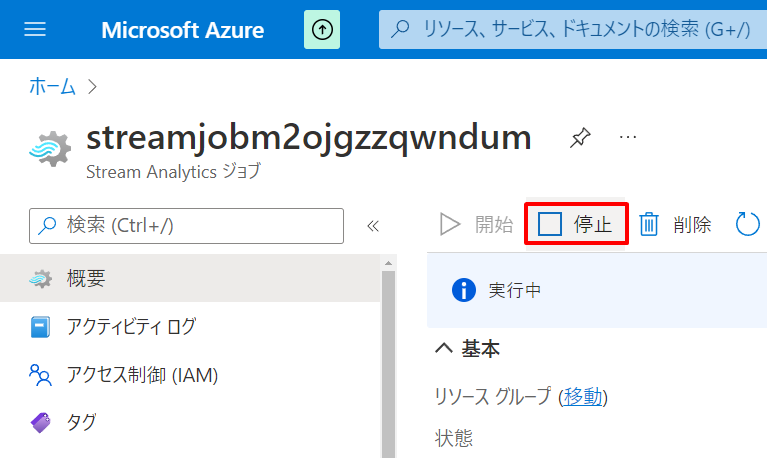 Microsoft Azure
リソース、サービス、ドキュメントの検索 (G+/)
ホーム
streamjobm2ojgzzqwndum
Stream Analytics ジョブ
検索 (Ctrl+/)
開始 停止 削除
概要
実行中
アクティビティ ログ
基本
アクセス制御 (IAM)
リソース グループ (移動)
タグ
状態